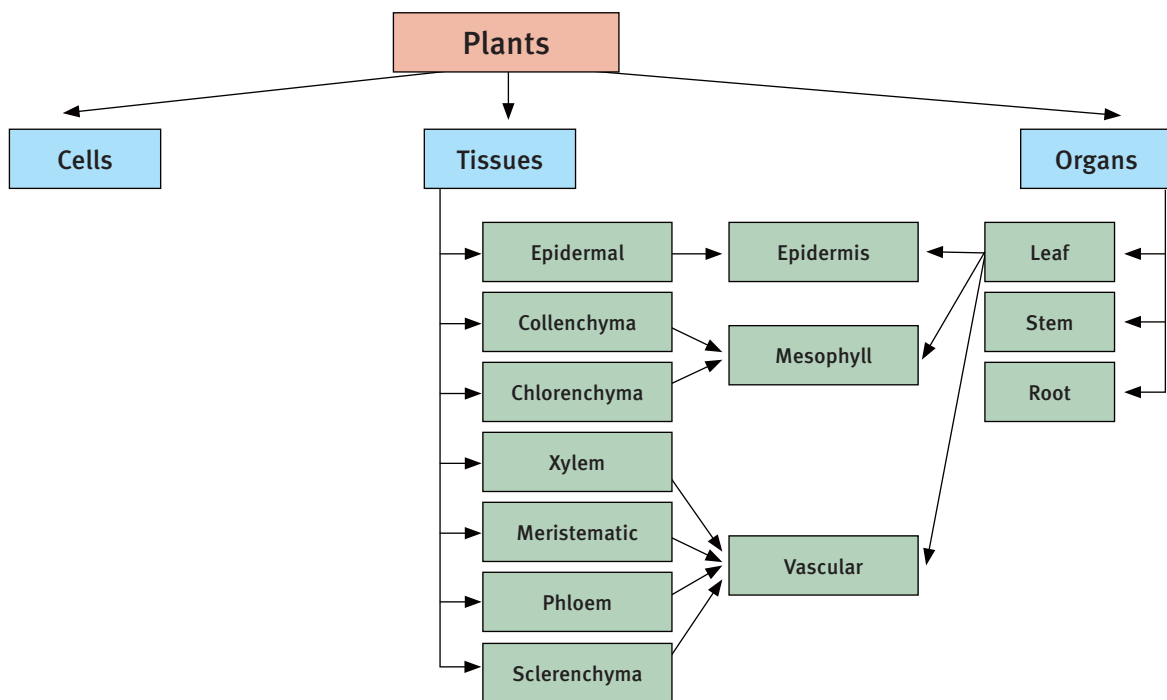 Plants
Cells
Tissues
Organs
Epidermal
Epidermis
Leaf
Collenchyma
Mesophyll
Stem
Chlorenchyma
Root
Xylem
Meristematic
Vascular
Phloem
Sclerenchyma